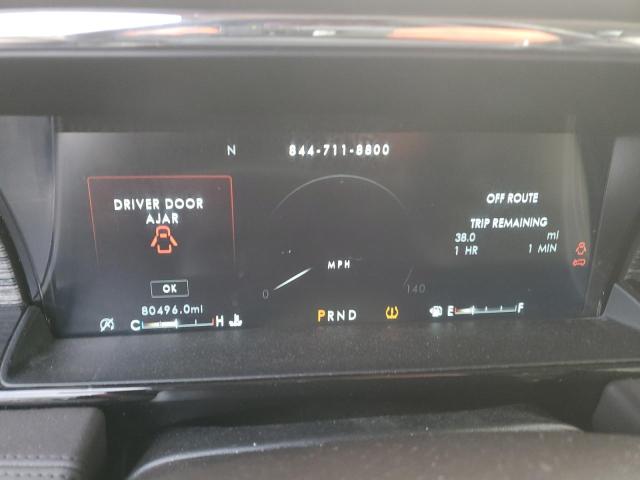 N 844-711-8800
DRIVER DOOR
AJAR
OK
80496.0mi
C H
MPH
0 140
PRND
OFF ROUTE
TRIP REMAINING
38.0 mi
1 HR 1 MIN
E F